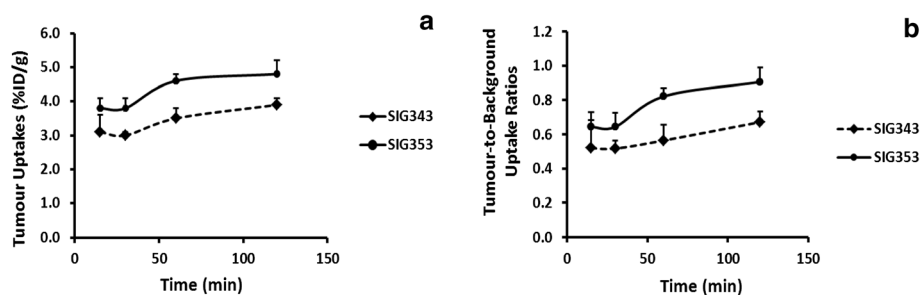 a
Tumour Uptakes (%ID/g)
6.0
5.0
4.0
3.0
2.0
1.0
0.0
0
50
100
150
Time (min)
SIG343
SIG353
b
Tumour-to-Background
Uptake Ratios
1.2
1.0
0.8
0.6
0.4
0.2
0.0
0
50
100
150
Time (min)
SIG343
SIG353